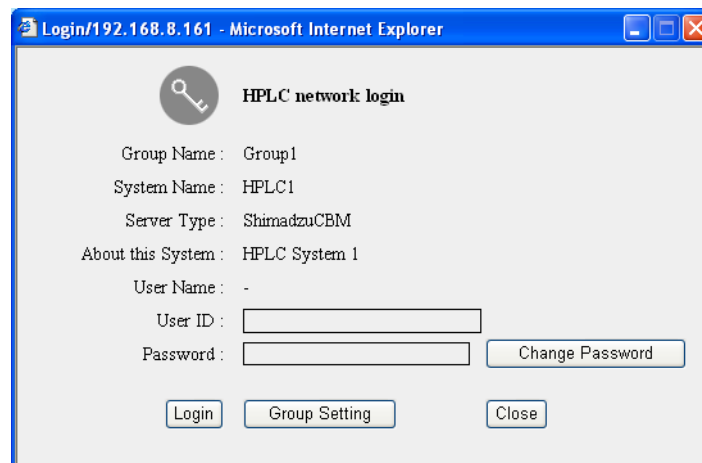 Login/192.168.8.161 - Microsoft Internet Explorer
HPLC network login
Group Name : Group1
System Name : HPLC1
Server Type : ShimadzuCBM
About this System : HPLC System 1
User Name : -
User ID :
Password : Change Password
Login Group Setting Close